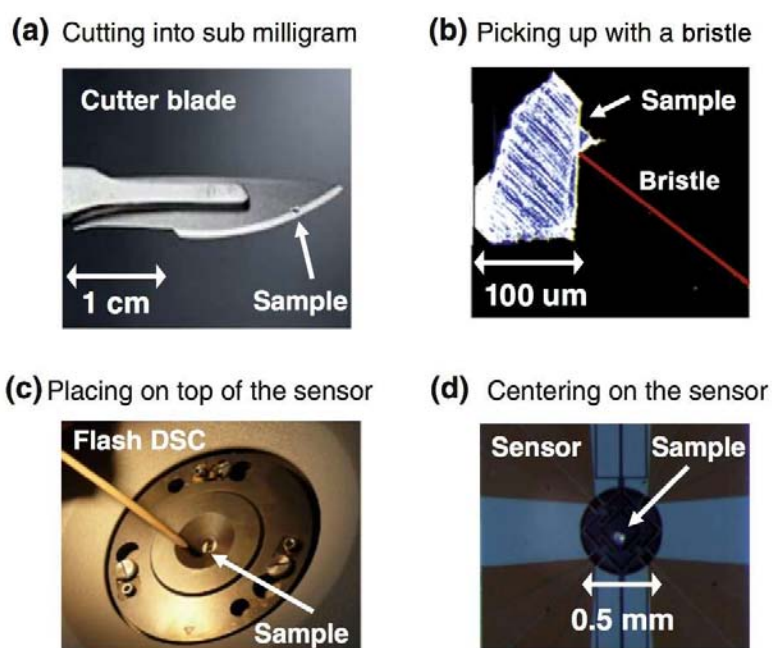 (a) Cutting into sub milligram
Cutter blade
1 cm
Sample
(b) Picking up with a bristle
Sample
Bristle
100 um
(c) Placing on top of the sensor
Flash DSC
Sample
(d) Centering on the sensor
Sensor
Sample
0.5 mm